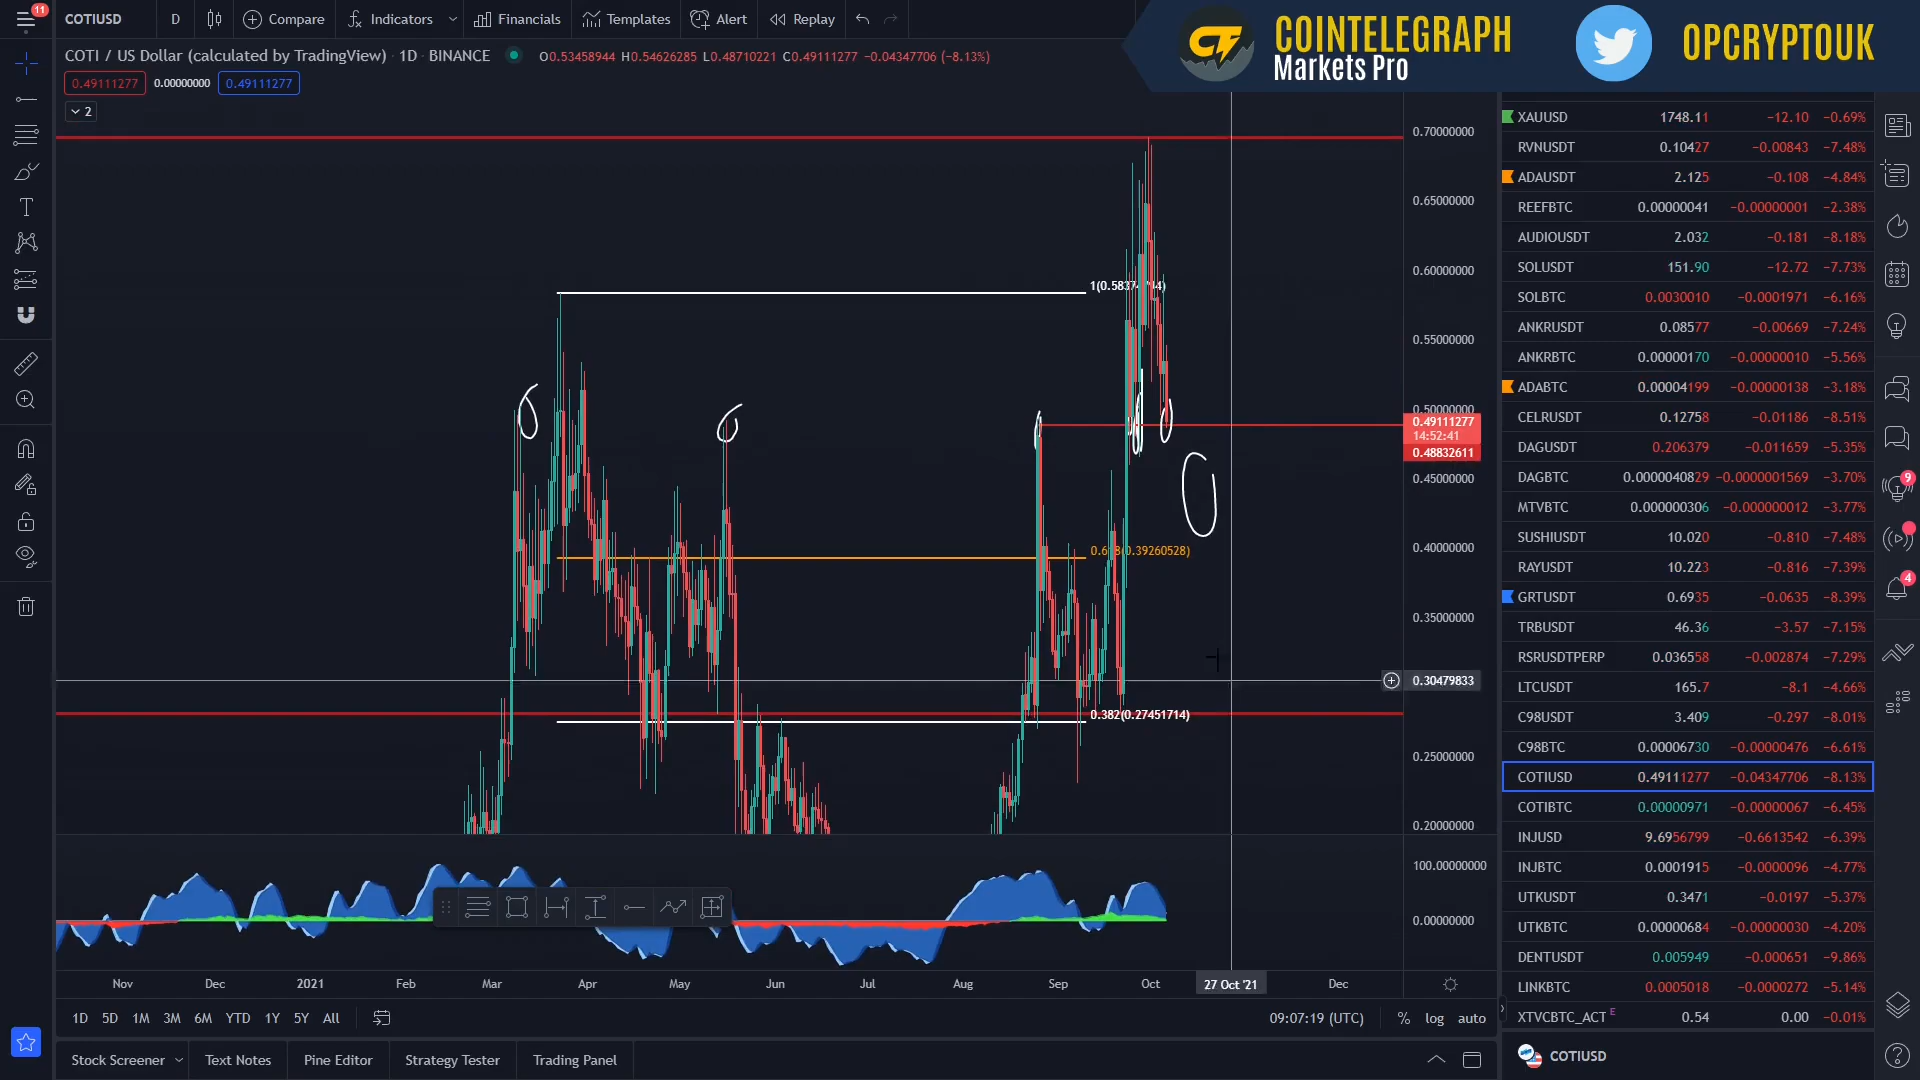 11
COTIUSD D Compare Indicators Financials Templates Alert Replay
COINTELEGRAPH
Markets Pro
OPCRYPTOUK
COTI / US Dollar (calculated by TradingView) · 1D · BINANCE O0.53458944 H0.54626285 L0.48710221 C0.49111277 −0.04347706 (−8.13%)
0.49111277 0.00000000 0.49111277
2
0.70000000
0.65000000
0.60000000
0.55000000
0.50000000
0.49111277
14:52:41
0.48832611
0.45000000
0.40000000
0.35000000
0.30479833
0.25000000
0.20000000
100.00000000
0.00000000
0.382(0.27451714)
XAUUSD 1748.11 −12.10 −0.69%
RVNUSDT 0.10427 −0.00843 −7.48%
ADAUSDT 2.125 −0.108 −4.84%
REEFBTC 0.00000041 −0.00000001 −2.38%
AUDIOUSDT 2.032 −0.181 −8.18%
SOLUSDT 151.90 −12.72 −7.73%
SOLBTC 0.0030010 −0.0001971 −6.16%
ANKRUSDT 0.08577 −0.00669 −7.24%
ANKRBTC 0.00000170 −0.00000010 −5.56%
ADABTC 0.00004199 −0.00000138 −3.18%
CELRUSDT 0.12758 −0.01186 −8.51%
DAGUSDT 0.206379 −0.011659 −5.35%
DAGBTC 0.0000040829 −0.0000001569 −3.70%
MTVBTC 0.000000306 −0.000000012 −3.77%
SUSHIUSDT 10.020 −0.810 −7.48%
RAYUSDT 10.223 −0.816 −7.39%
GRTUSDT 0.6935 −0.0635 −8.39%
TRBUSDT 46.36 −3.57 −7.15%
RSRUSDTPERP 0.036558 −0.002874 −7.29%
LTCUSDT 165.7 −8.1 −4.66%
C98USDT 3.409 −0.297 −8.01%
C98BTC 0.00006730 −0.00000476 −6.61%
COTIUSD 0.49111277 −0.04347706 −8.13%
COTIBTC 0.00000971 −0.00000067 −6.45%
INJUSD 9.6956799 −0.6613542 −6.39%
INJBTC 0.0001915 −0.0000096 −4.77%
UTKUSDT 0.3471 −0.0197 −5.37%
UTKBTC 0.00000684 −0.00000030 −4.20%
DENTUSDT 0.005949 −0.000651 −9.86%
LINKBTC 0.0005018 −0.0000272 −5.14%
XTVCBTC_ACT E 0.54 0.00 −0.01%
COTIUSD
9
4
Nov Dec 2021 Feb Mar Apr May Jun Jul Aug Sep Oct 27 Oct '21 Dec
1D 5D 1M 3M 6M YTD 1Y 5Y All 09:07:19 (UTC) % log auto
Stock Screener Text Notes Pine Editor Strategy Tester Trading Panel